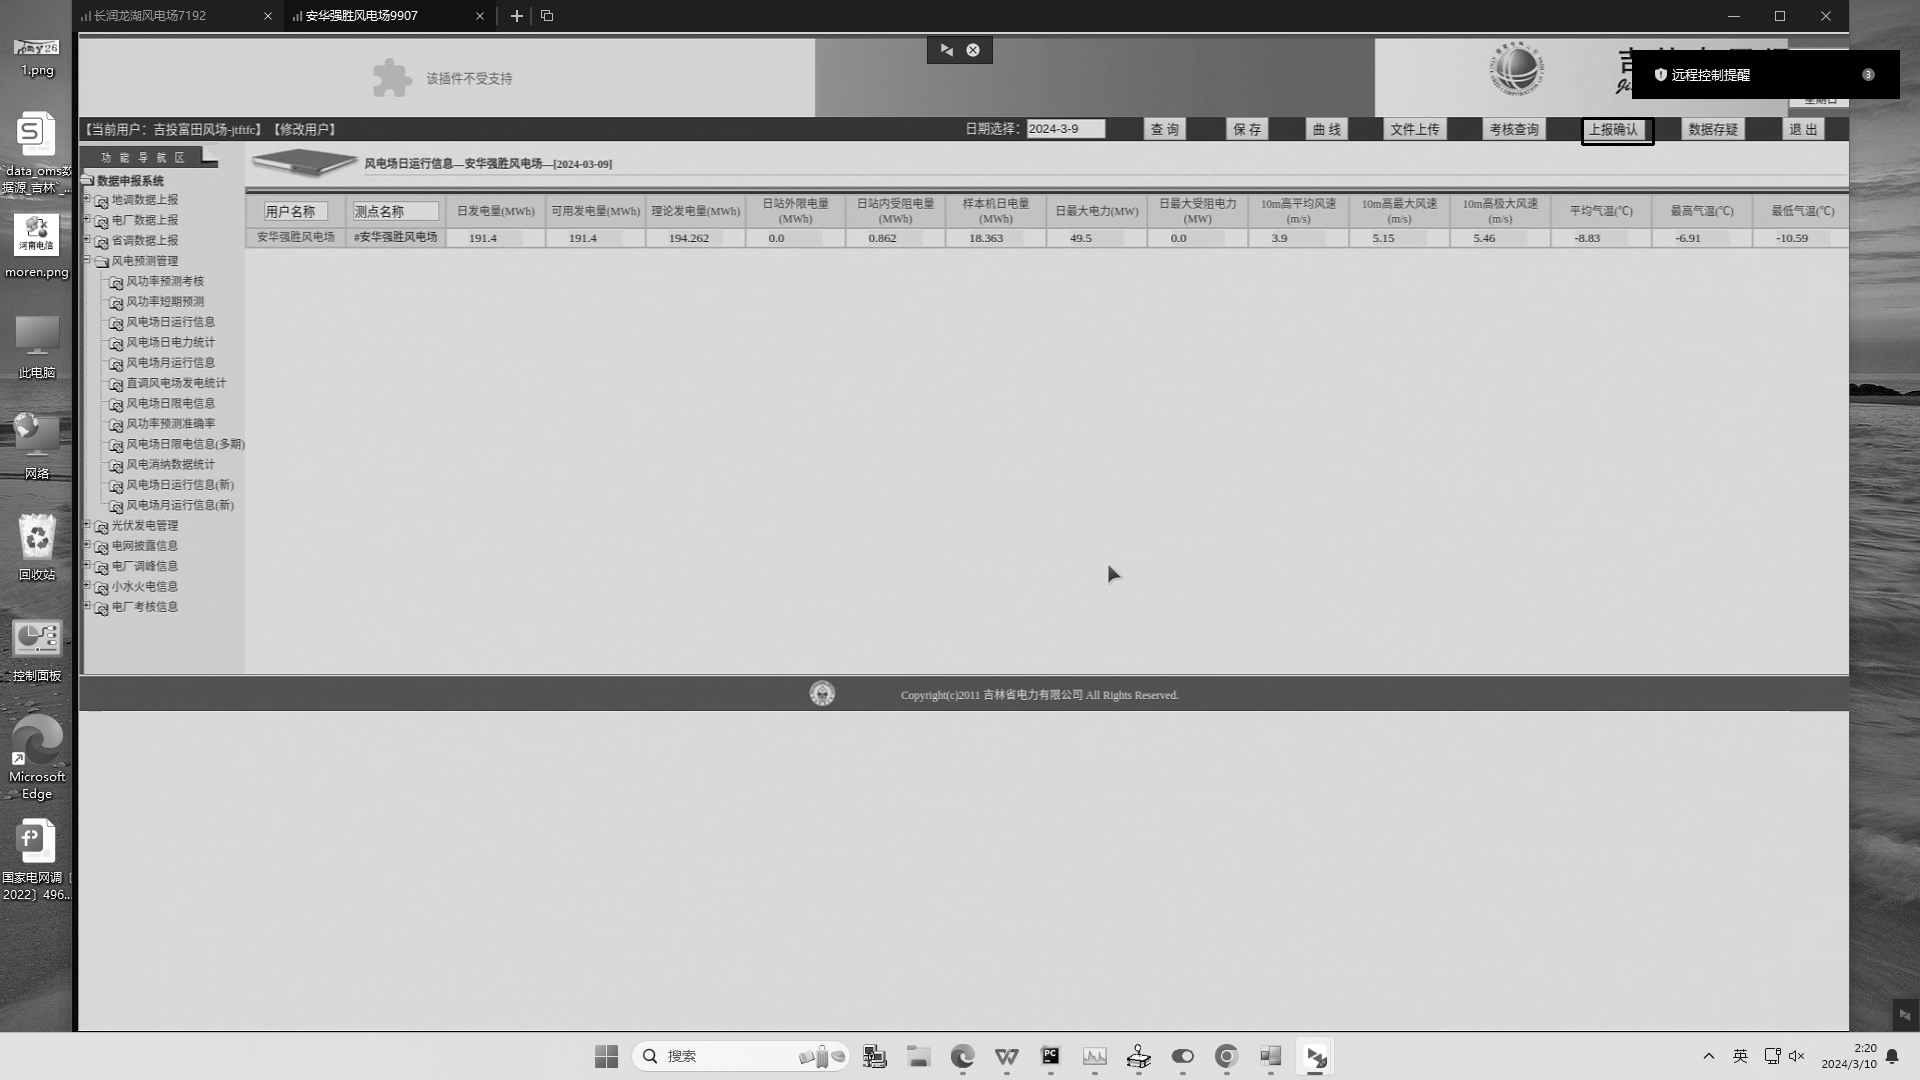 长润龙湖风电场7192
安华强胜风电场9907
1.png
`data_oms数
据源_吉林`_...
河南电信
moren.png
此电脑
网络
回收站
控制面板
Microsoft
Edge
国家电网调〔
2022〕496...
该插件不受支持
远程控制提醒
3
【当前用户：吉投富田风场-jtftfc】 【修改用户】
日期选择： 2024-3-9 查 询 保 存 曲 线 文件上传 考核查询 上报确认 数据存疑 退 出
功 能 导 航 区
数据申报系统
地调数据上报
电厂数据上报
省调数据上报
风电预测管理
风功率预测考核
风功率短期预测
风电场日运行信息
风电场日电力统计
风电场月运行信息
直调风电场发电统计
风电场日限电信息
风功率预测准确率
风电场日限电信息(多期)
风电消纳数据统计
风电场日运行信息(新)
风电场月运行信息(新)
光伏发电管理
电网披露信息
电厂调峰信息
小水火电信息
电厂考核信息
风电场日运行信息—安华强胜风电场—[2024-03-09]
用户名称 测点名称 日发电量(MWh) 可用发电量(MWh) 理论发电量(MWh) 日站外限电量(MWh) 日站内受阻电量(MWh) 样本机日电量(MWh) 日最大电力(MW) 日最大受阻电力(MW) 10m高平均风速(m/s) 10m高最大风速(m/s) 10m高极大风速(m/s) 平均气温(℃) 最高气温(℃) 最低气温(℃)
安华强胜风电场 #安华强胜风电场 191.4 191.4 194.262 0.0 0.862 18.363 49.5 0.0 3.9 5.15 5.46 -8.83 -6.91 -10.59
Copyright(c)2011 吉林省电力有限公司 All Rights Reserved.
搜索
英
2:20
2024/3/10